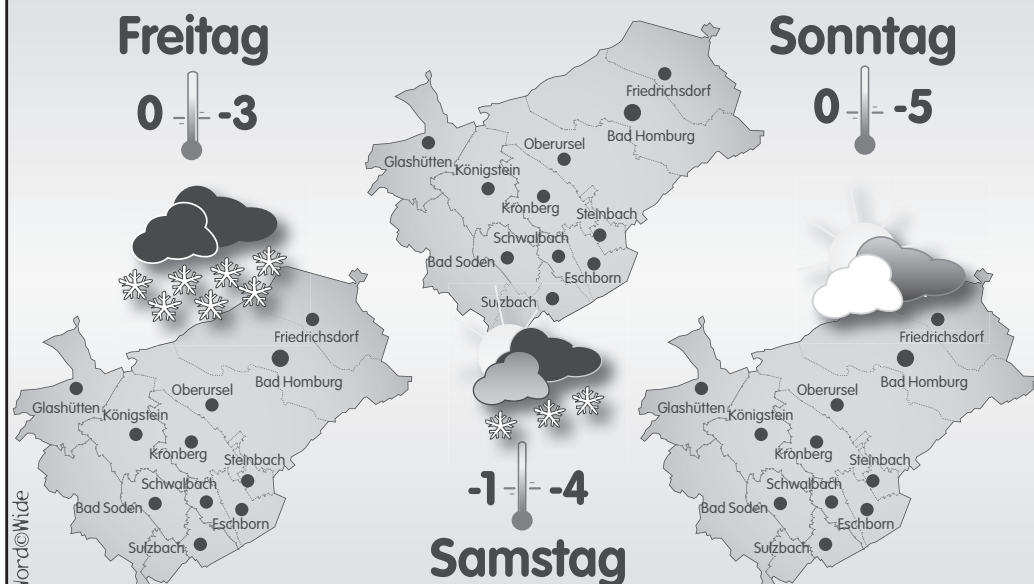 Freitag
0 -3
Friedrichsdorf
Bad Homburg
Oberursel
Glashütten
Königstein
Kronberg
Steinbach
Schwalbach
Bad Soden
Eschborn
Sulzbach
Samstag
-1 -4
Friedrichsdorf
Bad Homburg
Oberursel
Glashütten
Königstein
Kronberg
Steinbach
Schwalbach
Bad Soden
Eschborn
Sulzbach
Sonntag
0 -5
Friedrichsdorf
Bad Homburg
Oberursel
Glashütten
Königstein
Kronberg
Steinbach
Schwalbach
Bad Soden
Eschborn
Sulzbach